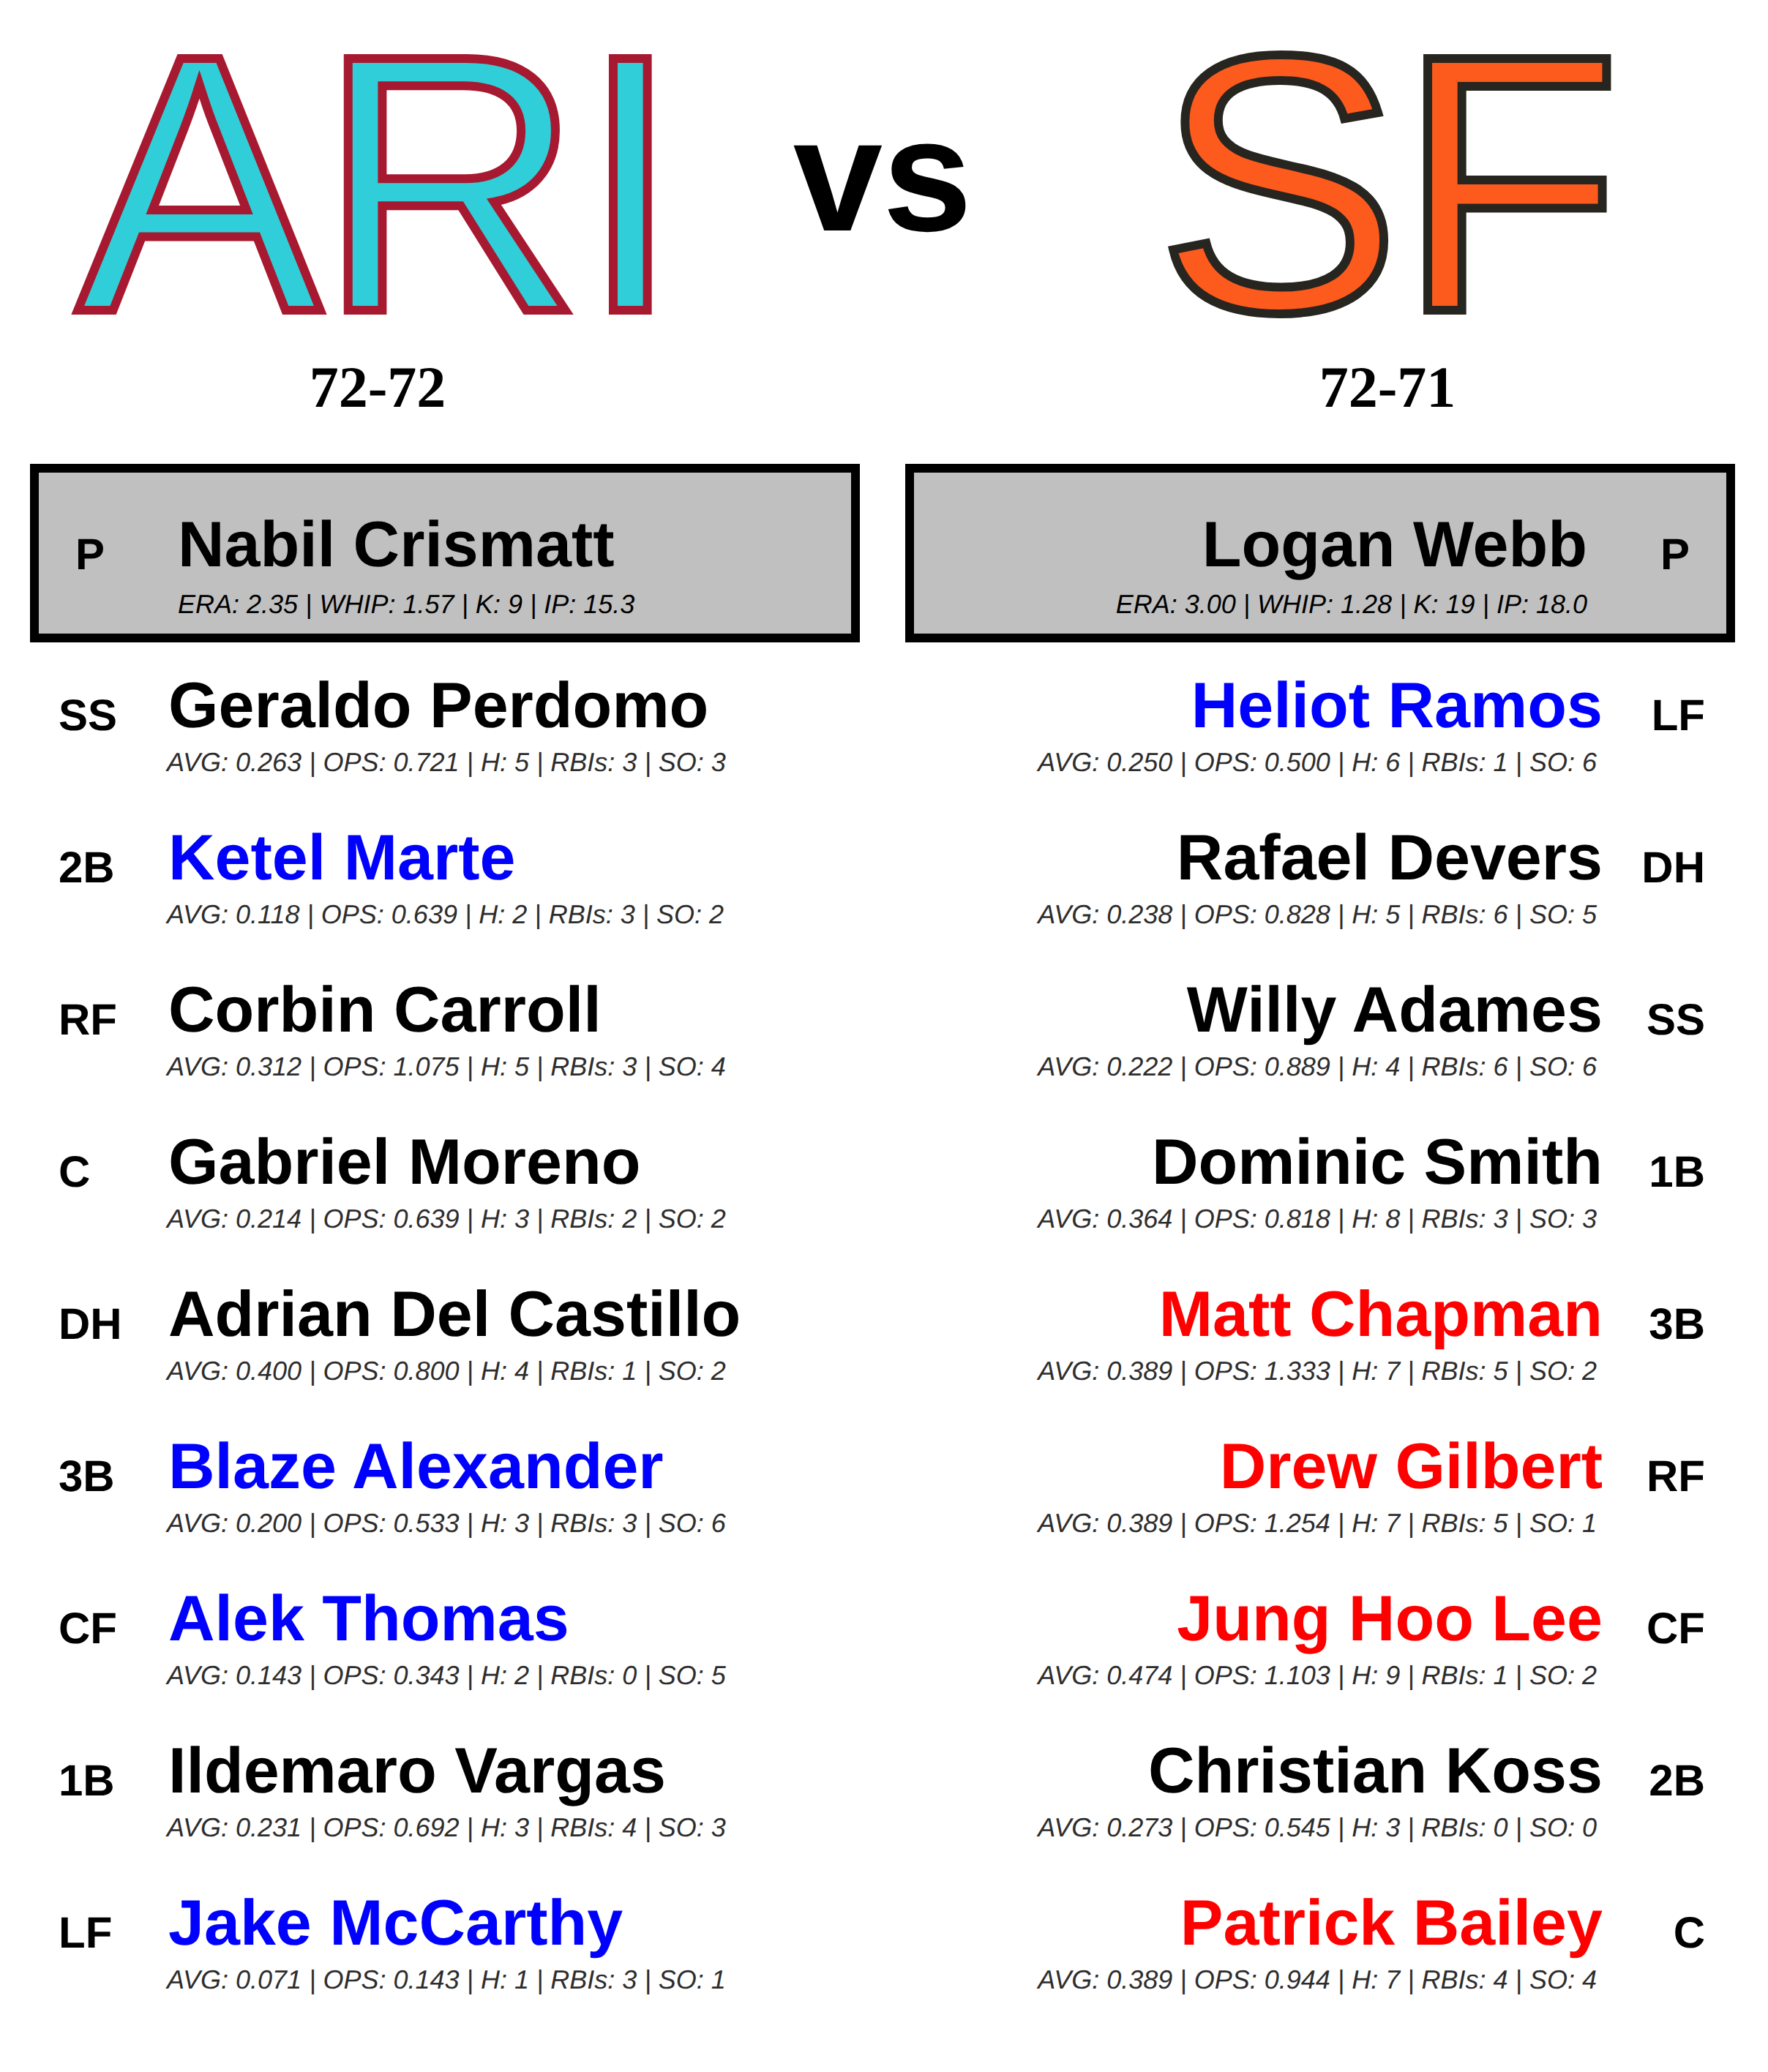 ARI vs SF
72-72 72-71
P Nabil Crismatt
ERA: 2.35 | WHIP: 1.57 | K: 9 | IP: 15.3
Logan Webb P
ERA: 3.00 | WHIP: 1.28 | K: 19 | IP: 18.0
SS Geraldo Perdomo
AVG: 0.263 | OPS: 0.721 | H: 5 | RBIs: 3 | SO: 3
2B Ketel Marte
AVG: 0.118 | OPS: 0.639 | H: 2 | RBIs: 3 | SO: 2
RF Corbin Carroll
AVG: 0.312 | OPS: 1.075 | H: 5 | RBIs: 3 | SO: 4
C Gabriel Moreno
AVG: 0.214 | OPS: 0.639 | H: 3 | RBIs: 2 | SO: 2
DH Adrian Del Castillo
AVG: 0.400 | OPS: 0.800 | H: 4 | RBIs: 1 | SO: 2
3B Blaze Alexander
AVG: 0.200 | OPS: 0.533 | H: 3 | RBIs: 3 | SO: 6
CF Alek Thomas
AVG: 0.143 | OPS: 0.343 | H: 2 | RBIs: 0 | SO: 5
1B Ildemaro Vargas
AVG: 0.231 | OPS: 0.692 | H: 3 | RBIs: 4 | SO: 3
LF Jake McCarthy
AVG: 0.071 | OPS: 0.143 | H: 1 | RBIs: 3 | SO: 1
Heliot Ramos LF
AVG: 0.250 | OPS: 0.500 | H: 6 | RBIs: 1 | SO: 6
Rafael Devers DH
AVG: 0.238 | OPS: 0.828 | H: 5 | RBIs: 6 | SO: 5
Willy Adames SS
AVG: 0.222 | OPS: 0.889 | H: 4 | RBIs: 6 | SO: 6
Dominic Smith 1B
AVG: 0.364 | OPS: 0.818 | H: 8 | RBIs: 3 | SO: 3
Matt Chapman 3B
AVG: 0.389 | OPS: 1.333 | H: 7 | RBIs: 5 | SO: 2
Drew Gilbert RF
AVG: 0.389 | OPS: 1.254 | H: 7 | RBIs: 5 | SO: 1
Jung Hoo Lee CF
AVG: 0.474 | OPS: 1.103 | H: 9 | RBIs: 1 | SO: 2
Christian Koss 2B
AVG: 0.273 | OPS: 0.545 | H: 3 | RBIs: 0 | SO: 0
Patrick Bailey C
AVG: 0.389 | OPS: 0.944 | H: 7 | RBIs: 4 | SO: 4